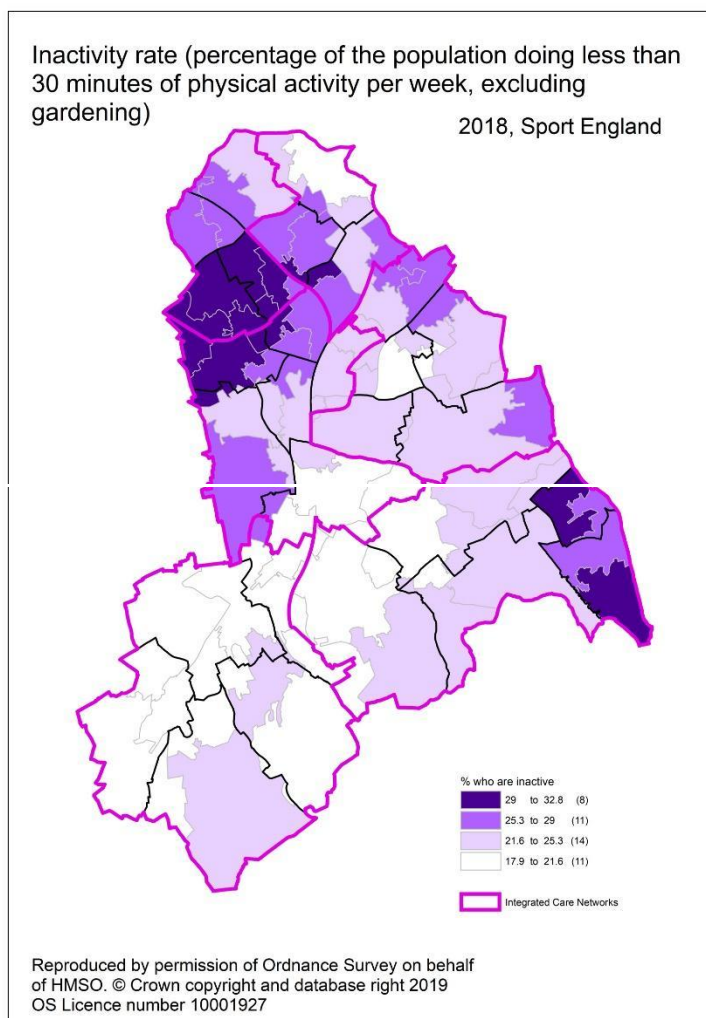 Inactivity rate (percentage of the population doing less than
30 minutes of physical activity per week, excluding
gardening)
2018, Sport England
% who are inactive
29 to 32.8 (8)
25.3 to 29 (11)
21.6 to 25.3 (14)
17.9 to 21.6 (11)
Integrated Care Networks
Reproduced by permission of Ordnance Survey on behalf
of HMSO. © Crown copyright and database right 2019
OS Licence number 10001927